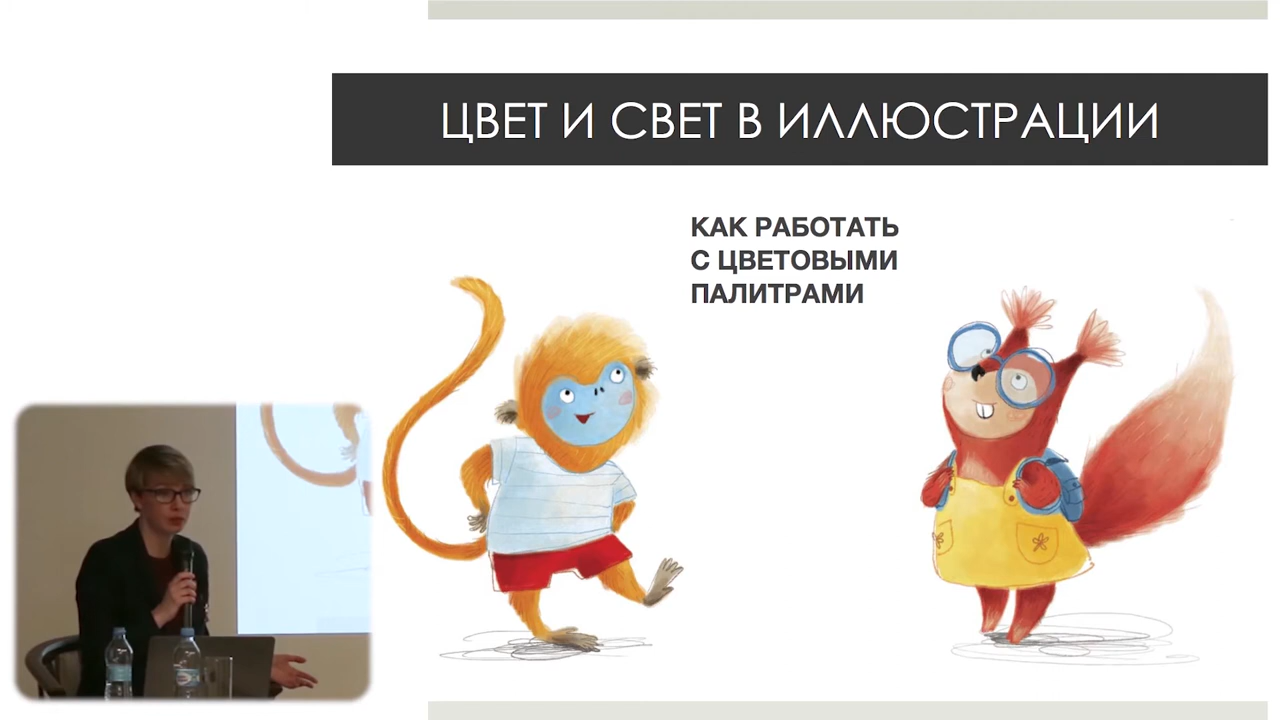 ЦВЕТ И СВЕТ В ИЛЛЮСТРАЦИИ
КАК РАБОТАТЬ
С ЦВЕТОВЫМИ
ПАЛИТРАМИ